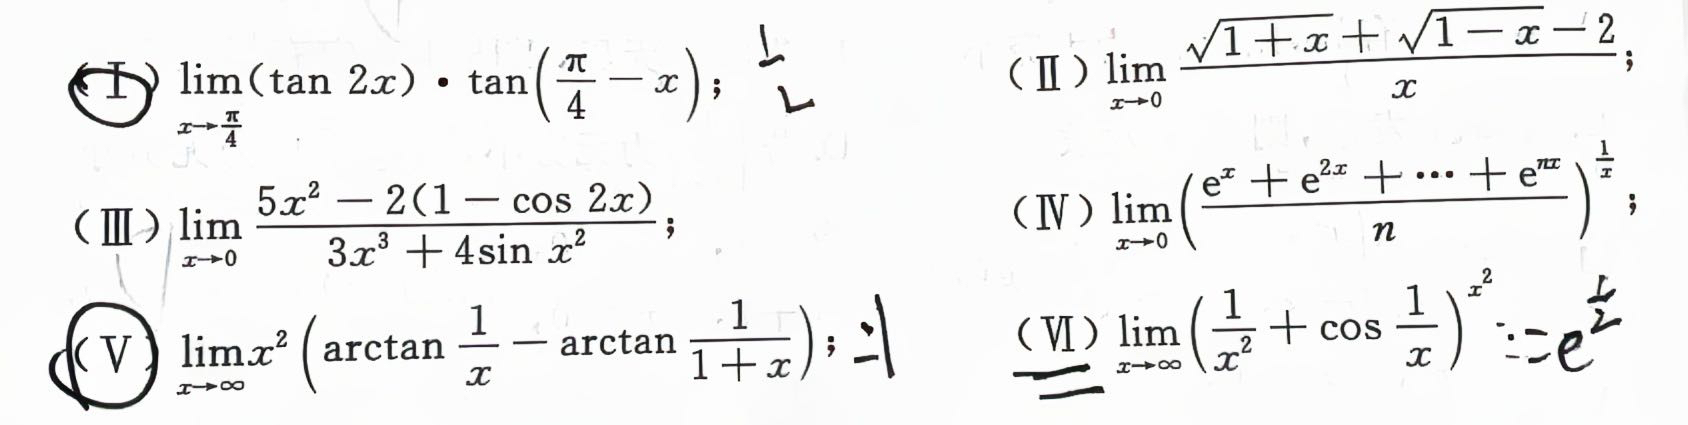 (Ⅰ) lim_{x→π/4} (tan 2x) · tan(π/4 − x); 1/2
(Ⅱ) lim_{x→0} (√(1+x) + √(1−x) − 2)/x;
(Ⅲ) lim_{x→0} (5x² − 2(1 − cos 2x))/(3x³ + 4sin x²);
(Ⅳ) lim_{x→0} ((e^x + e^{2x} + ⋯ + e^{nx})/n)^{1/x};
(Ⅴ) lim_{x→∞} x² (arctan 1/x − arctan 1/(1+x)); =1
(Ⅵ) lim_{x→∞} (1/x² + cos 1/x)^{x²}. = e^{1/2}